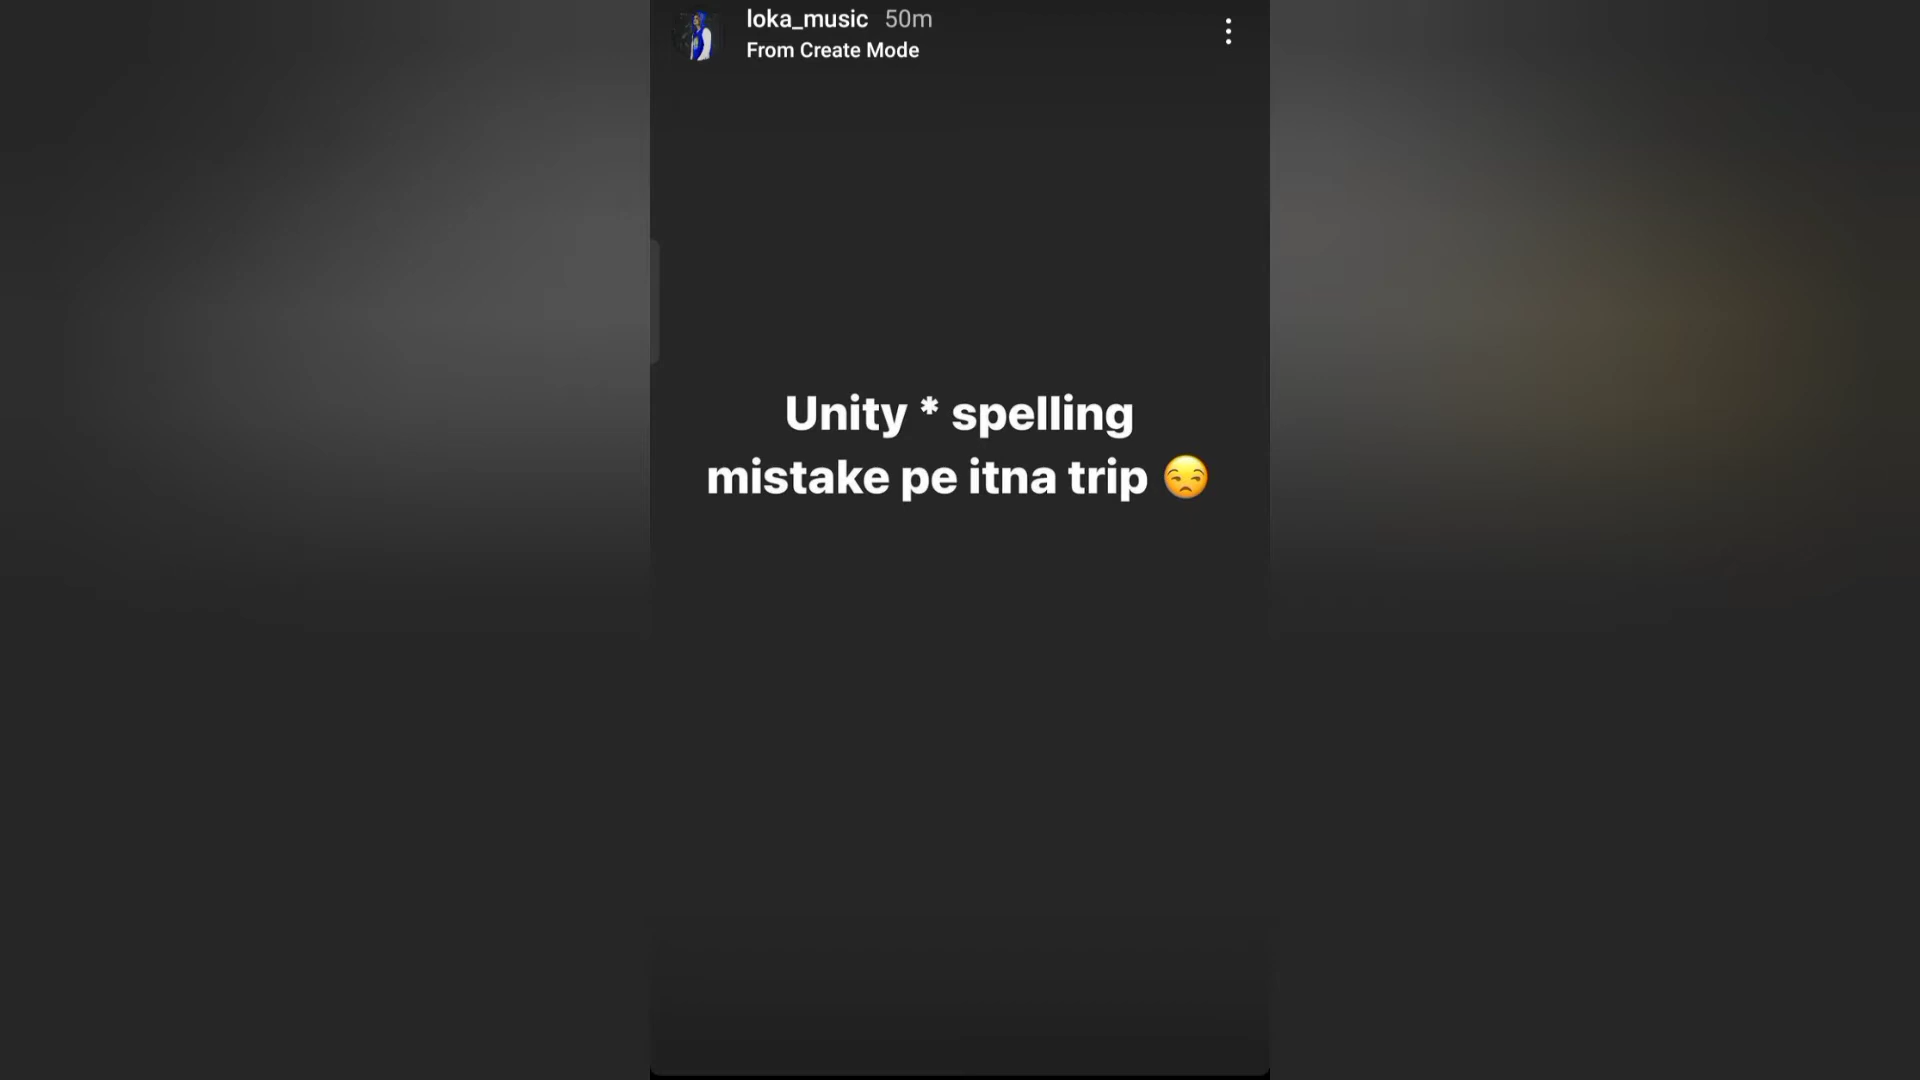 loka_music 50m
From Create Mode
Unity * spelling
mistake pe itna trip 😒